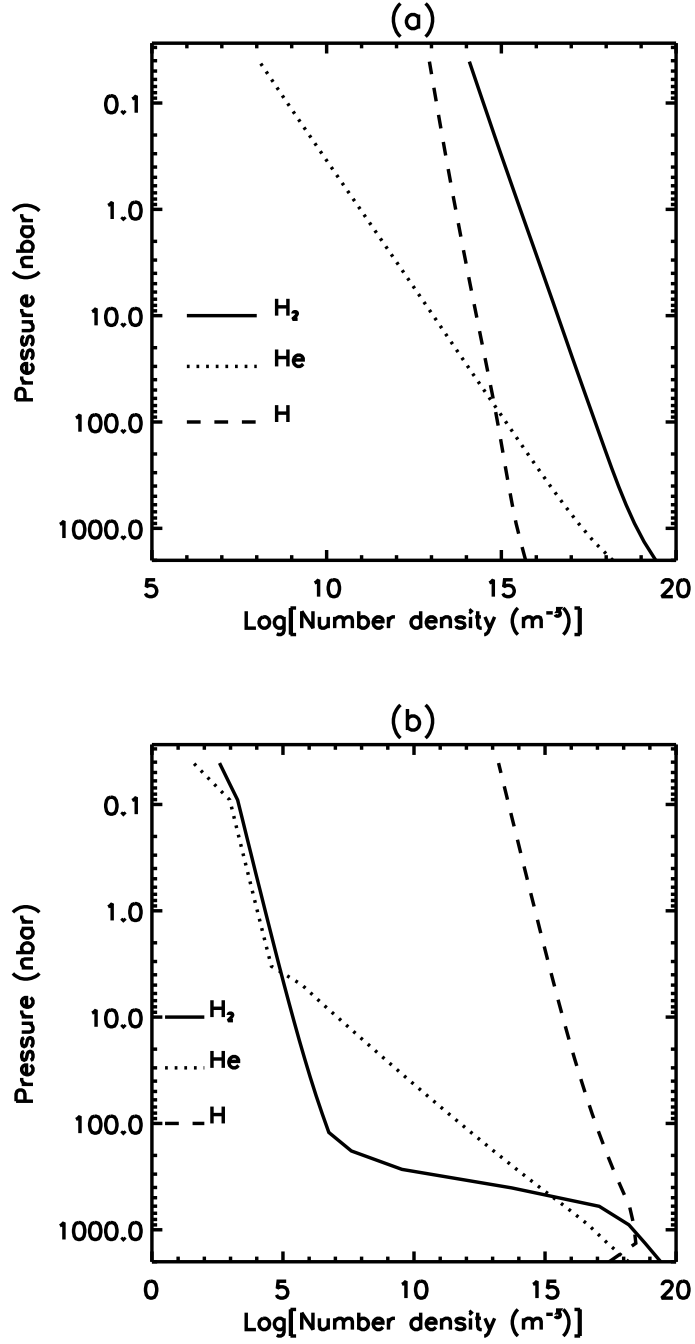 (a)
0.1
1.0
10.0
100.0
1000.0
Pressure (nbar)
H₂
He
H
5 10 15 20
Log[Number density (m⁻³)]
(b)
0.1
1.0
10.0
100.0
1000.0
Pressure (nbar)
H₂
He
H
0 5 10 15 20
Log[Number density (m⁻³)]